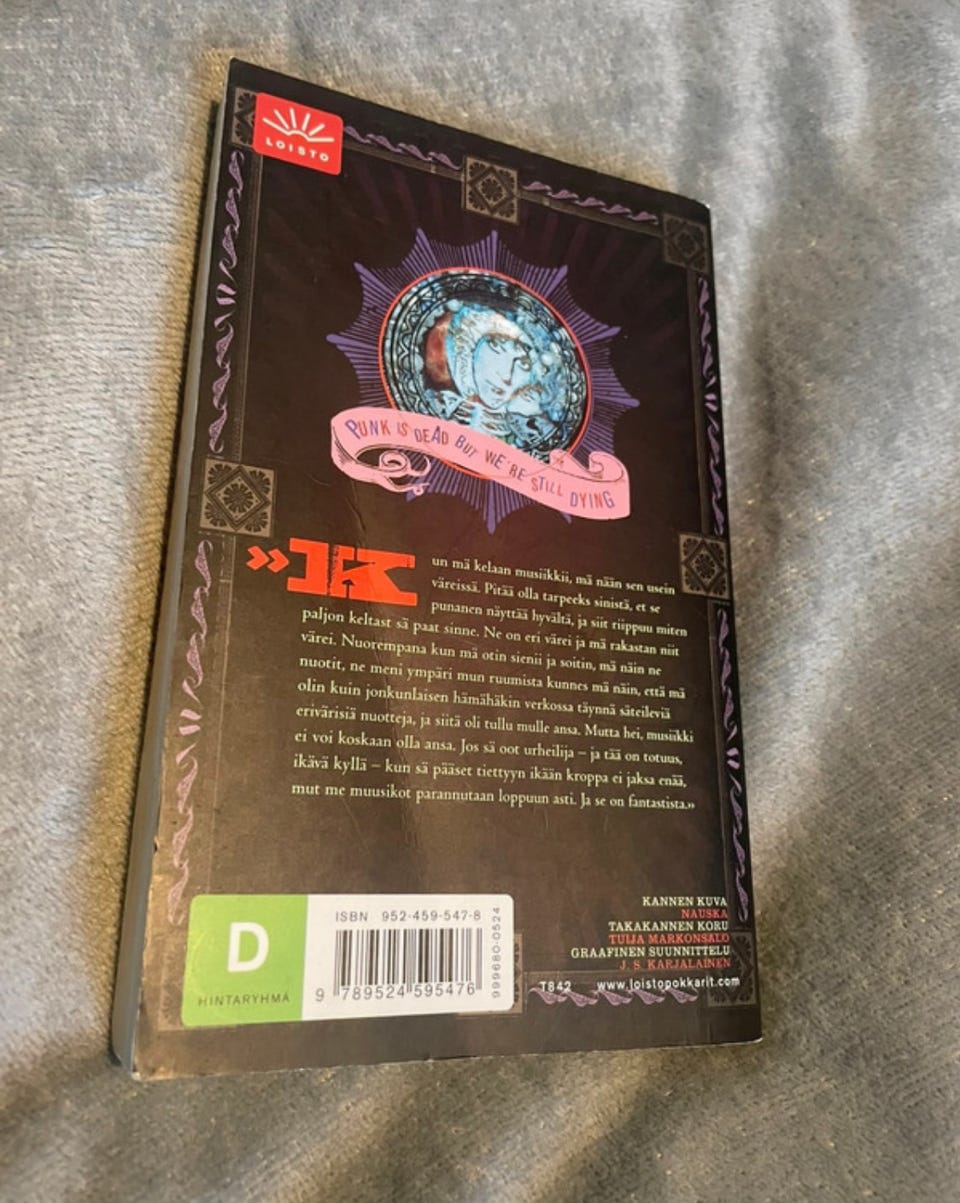 LOISTO
PUNK IS DEAD BUT WE'RE STILL DYING
»K
un mä kelaan musiikkii, mä nään sen usein
väreissä. Pitää olla tarpeeks sinistä, et se
punanen näyttää hyvältä, ja siit riippuu miten
paljon keltast sä paat sinne. Ne on eri värei ja mä rakastan niit
värei. Nuorempana kun mä otin sienii ja soitin, mä näin ne
nuotit, ne meni ympäri mun ruumista kunnes mä näin, että mä
olin kuin jonkunlaisen hämähäkin verkossa täynnä säteileviä
erivärisiä nuotteja, ja siitä oli tullu mulle ansa. Mutta hei, musiikki
ei voi koskaan olla ansa. Jos sä oot urheilija – ja tää on totuus,
ikävä kyllä – kun sä pääset tiettyyn ikään kroppa ei jaksa enää,
mut me muusikot parannutaan loppuun asti. Ja se on fantastista.»
D
HINTARYHMÄ
ISBN 952-459-547-8
9 789524 595476
999680-0524
KANNEN KUVA
NAUSKA
TAKAKANNEN KORU
TUIJA MARKONSALO
GRAAFINEN SUUNNITTELU
J. S. KARJALAINEN
T842 www.loistopokkarit.com